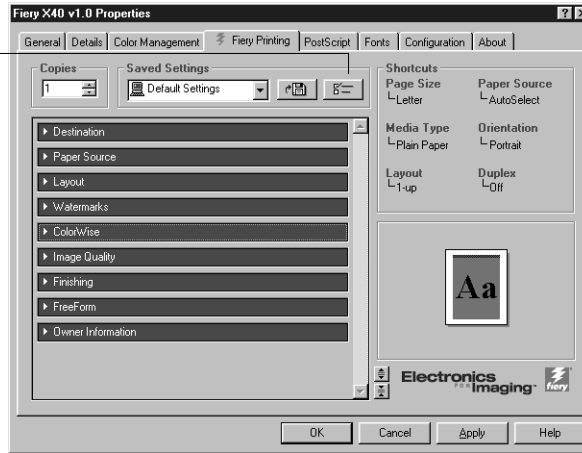 Fiery X40 v1.0 Properties
General Details Color Management Fiery Printing PostScript Fonts Configuration About
Copies
1
Saved Settings
Default Settings
Destination
Paper Source
Layout
Watermarks
ColorWise
Image Quality
Finishing
FreeForm
Owner Information
Shortcuts
Page Size Paper Source
Letter AutoSelect
Media Type Orientation
Plain Paper Portrait
Layout Duplex
1-up Off
Aa
Electronics
FOR Imaging
fiery
OK Cancel Apply Help